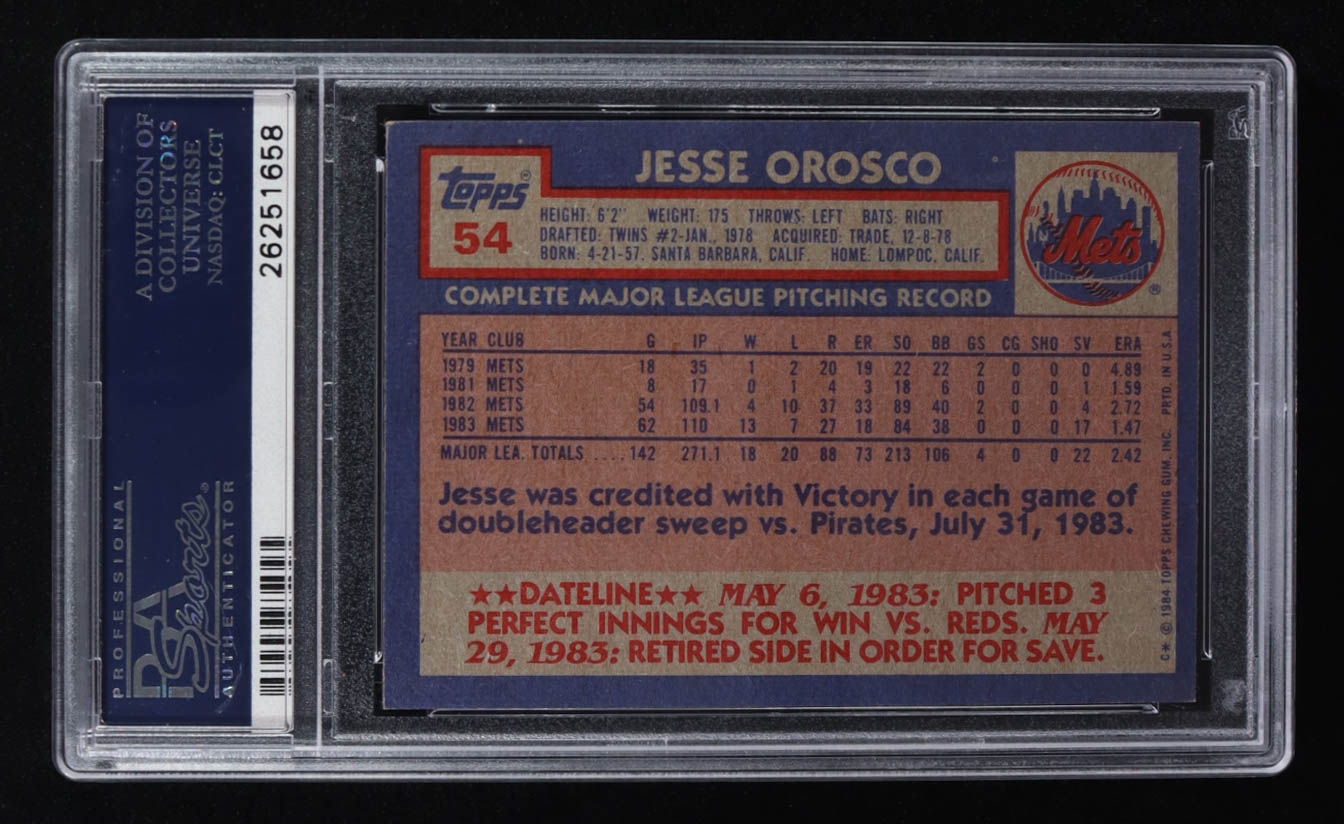 A DIVISION OF
COLLECTORS
UNIVERSE
NASDAQ: CLCT
26251658
PROFESSIONAL
PSA
Sports®
AUTHENTICATOR
JESSE OROSCO
Topps®
54
HEIGHT: 6'2" WEIGHT: 175 THROWS: LEFT BATS: RIGHT
DRAFTED: TWINS #2-JAN., 1978 ACQUIRED: TRADE, 12-8-78
BORN: 4-21-57, SANTA BARBARA, CALIF. HOME: LOMPOC, CALIF.
Mets
®
COMPLETE MAJOR LEAGUE PITCHING RECORD
YEAR CLUB G IP W L R ER SO BB GS CG SHO SV ERA
1979 METS 18 35 1 2 20 19 22 22 2 0 0 0 4.89
1981 METS 8 17 0 1 4 3 18 6 0 0 0 1 1.59
1982 METS 54 109.1 4 10 37 33 89 40 2 0 0 4 2.72
1983 METS 62 110 13 7 27 18 84 38 0 0 0 17 1.47
MAJOR LEA. TOTALS .... 142 271.1 18 20 88 73 213 106 4 0 0 22 2.42
Jesse was credited with Victory in each game of
doubleheader sweep vs. Pirates, July 31, 1983.
★★DATELINE★★ MAY 6, 1983: PITCHED 3
PERFECT INNINGS FOR WIN VS. REDS. MAY
29, 1983: RETIRED SIDE IN ORDER FOR SAVE.
C* © 1984 TOPPS CHEWING GUM, INC. PRTD. IN U.S.A.